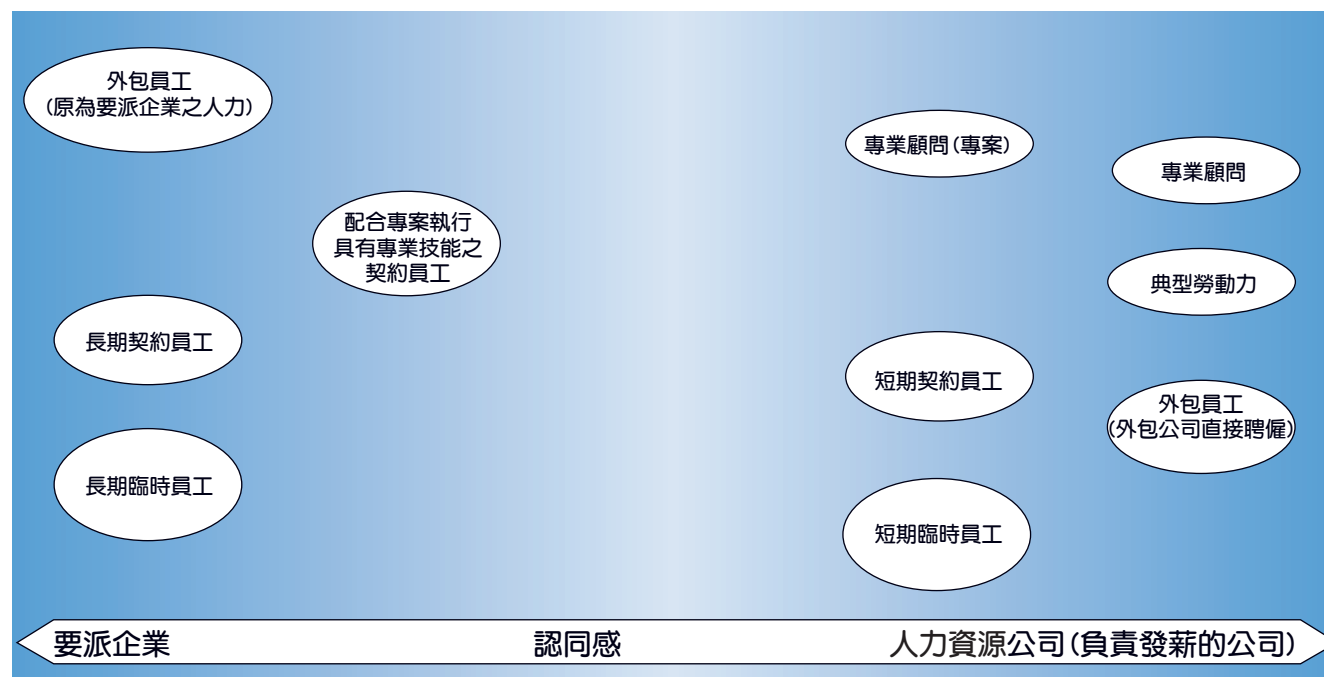 外包員工
(原為要派企業之人力)
專業顧問(專案)
專業顧問
配合專案執行
具有專業技能之
契約員工
典型勞動力
長期契約員工
短期契約員工
外包員工
(外包公司直接聘僱)
長期臨時員工
短期臨時員工
要派企業 認同感 人力資源公司(負責發薪的公司)